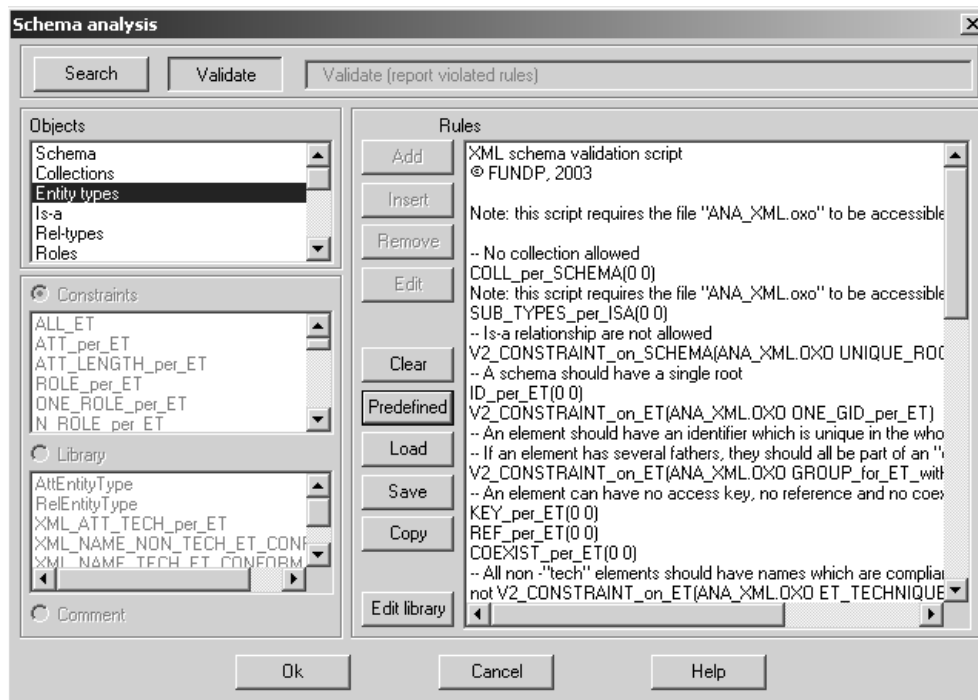 Schema analysis
Search
Validate
Validate (report violated rules)
Objects
Schema
Collections
Entity types
Is-a
Rel-types
Roles
Constraints
ALL_ET
ATT_per_ET
ATT_LENGTH_per_ET
ROLE_per_ET
ONE_ROLE_per_ET
N_ROLE_per_ET
Library
AttEntityType
RelEntityType
XML_ATT_TECH_per_ET
XML_NAME_NON_TECH_ET_CONF
XML_NAME_TECH_ET_CONFORM
Comment
Rules
Add
Insert
Remove
Edit
Clear
Predefined
Load
Save
Copy
Edit library
XML schema validation script
© FUNDP, 2003
Note: this script requires the file "ANA_XML.oxo" to be accessible
-- No collection allowed
COLL_per_SCHEMA(0 0)
Note: this script requires the file "ANA_XML.oxo" to be accessible
SUB_TYPES_per_ISA(0 0)
-- Is-a relationship are not allowed
V2_CONSTRAINT_on_SCHEMA(ANA_XML.OXO UNIQUE_ROO
-- A schema should have a single root
ID_per_ET(0 0)
V2_CONSTRAINT_on_ET(ANA_XML.OXO ONE_GID_per_ET)
-- An element should have an identifier which is unique in the who
-- If an element has several fathers, they should all be part of an "e
V2_CONSTRAINT_on_ET(ANA_XML.OXO GROUP_for_ET_with
-- An element can have no access key, no reference and no coex
KEY_per_ET(0 0)
REF_per_ET(0 0)
COEXIST_per_ET(0 0)
-- All non -"tech" elements should have names which are complian
not V2_CONSTRAINT_on_ET(ANA_XML.OXO ET_TECHNIQUE
Ok
Cancel
Help